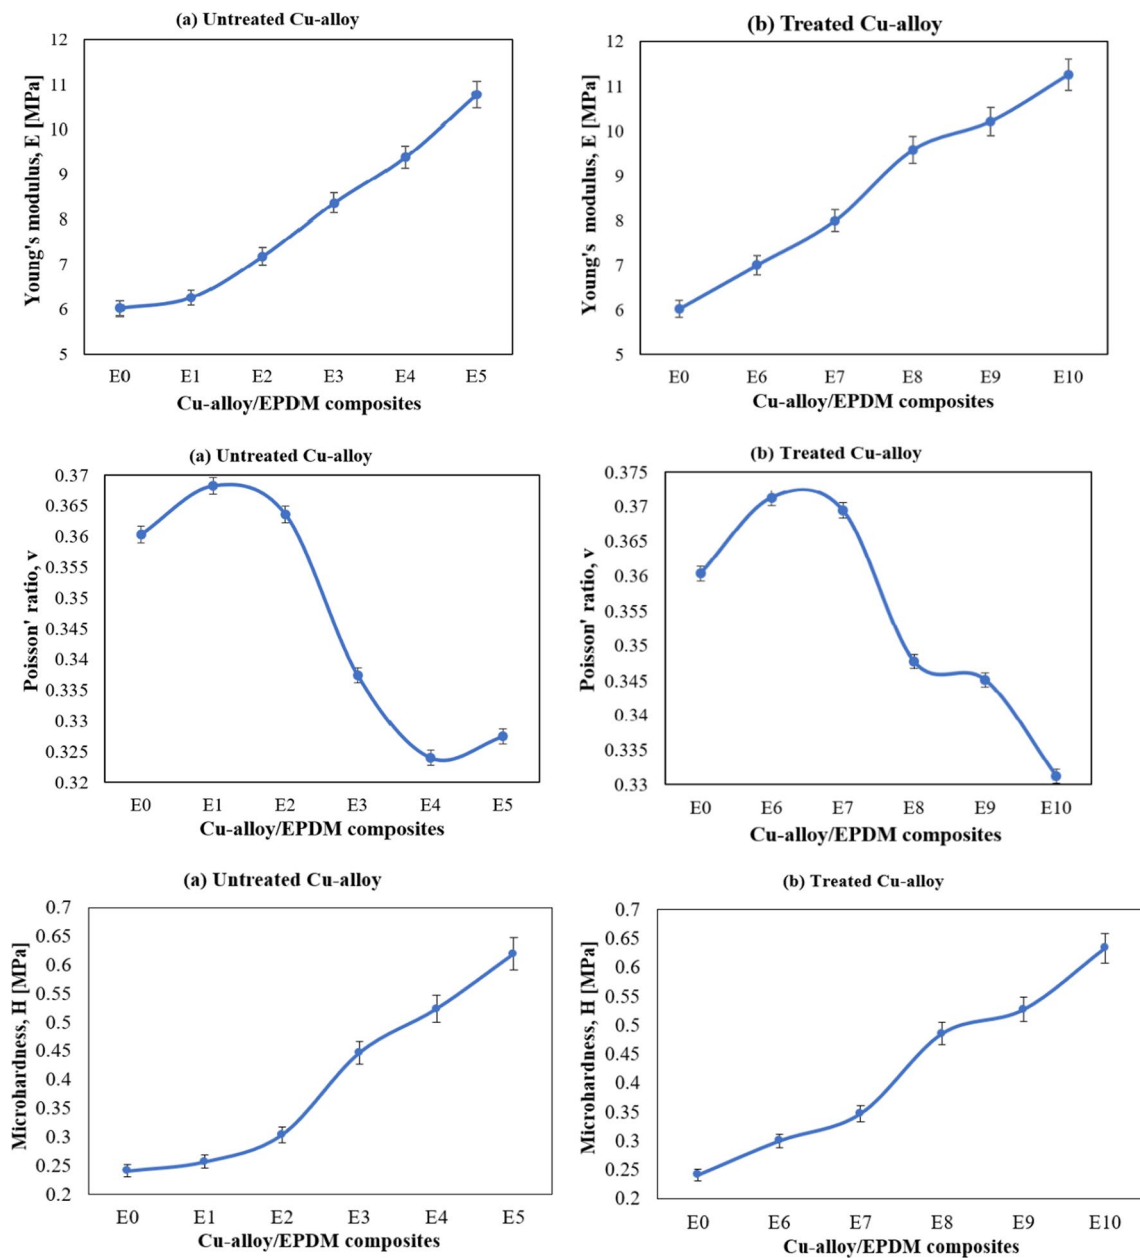 (a) Untreated Cu-alloy
Young's modulus, E [MPa]
12
11
10
9
8
7
6
5
E0 E1 E2 E3 E4 E5
Cu-alloy/EPDM composites
(b) Treated Cu-alloy
Young's modulus, E [MPa]
12
11
10
9
8
7
6
5
E0 E6 E7 E8 E9 E10
Cu-alloy/EPDM composites
(a) Untreated Cu-alloy
Poisson' ratio, v
0.37
0.365
0.36
0.355
0.35
0.345
0.34
0.335
0.33
0.325
0.32
E0 E1 E2 E3 E4 E5
Cu-alloy/EPDM composites
(b) Treated Cu-alloy
Poisson' ratio, v
0.375
0.37
0.365
0.36
0.355
0.35
0.345
0.34
0.335
0.33
E0 E6 E7 E8 E9 E10
Cu-alloy/EPDM composites
(a) Untreated Cu-alloy
Microhardness, H [MPa]
0.7
0.65
0.6
0.55
0.5
0.45
0.4
0.35
0.3
0.25
0.2
E0 E1 E2 E3 E4 E5
Cu-alloy/EPDM composites
(b) Treated Cu-alloy
Microhardness, H [MPa]
0.7
0.65
0.6
0.55
0.5
0.45
0.4
0.35
0.3
0.25
0.2
E0 E6 E7 E8 E9 E10
Cu-alloy/EPDM composites